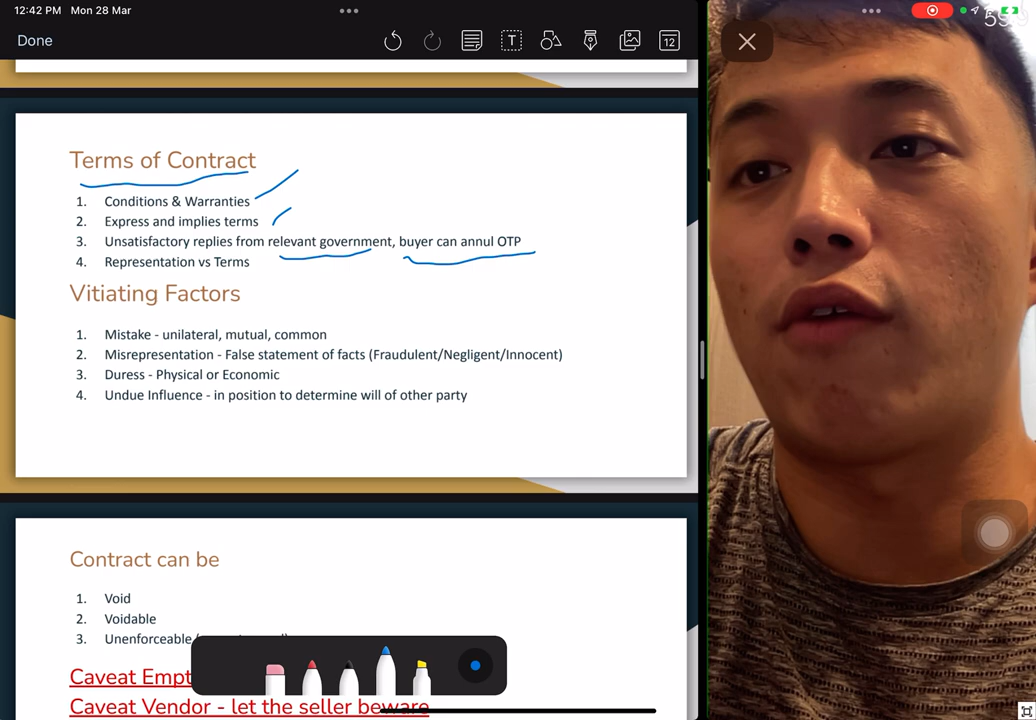 12:42 PM Mon 28 Mar
Done
12
Terms of Contract
1. Conditions & Warranties
2. Express and implies terms
3. Unsatisfactory replies from relevant government, buyer can annul OTP
4. Representation vs Terms
Vitiating Factors
1. Mistake - unilateral, mutual, common
2. Misrepresentation - False statement of facts (Fraudulent/Negligent/Innocent)
3. Duress - Physical or Economic
4. Undue Influence - in position to determine will of other party
Contract can be
1. Void
2. Voidable
3. Unenforceable
Caveat Empt
Caveat Vendor - let the seller beware